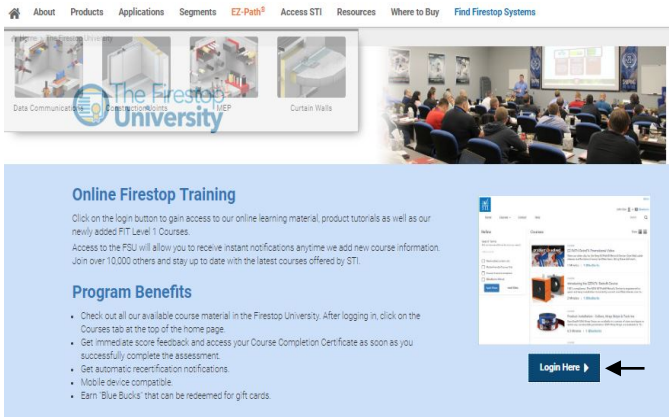 About Products Applications Segments EZ-Path® Access STI Resources Where to Buy Find Firestop Systems
Home The Firestop University
Data Communications Construction Joints MEP Curtain Walls
The Firestop
University
Online Firestop Training
Click on the login button to gain access to our online learning material, product tutorials as well as our
newly added FIT Level 1 Courses.
Access to the FSU will allow you to receive instant notifications anytime we add new course information.
Join over 10,000 others and stay up to date with the latest courses offered by STI.
Program Benefits
Check out all our available course material in the Firestop University. After logging in, click on the
Courses tab at the top of the home page.
Get immediate score feedback and access your Course Completion Certificate as soon as you
successfully complete the assessment.
Get automatic recertification notifications.
Mobile device compatible.
Earn "Blue Bucks" that can be redeemed for gift cards.
Login Here